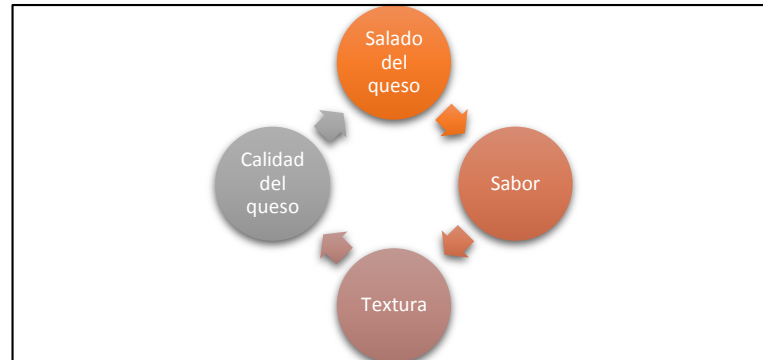 Salado
del
queso
Sabor
Textura
Calidad
del
queso